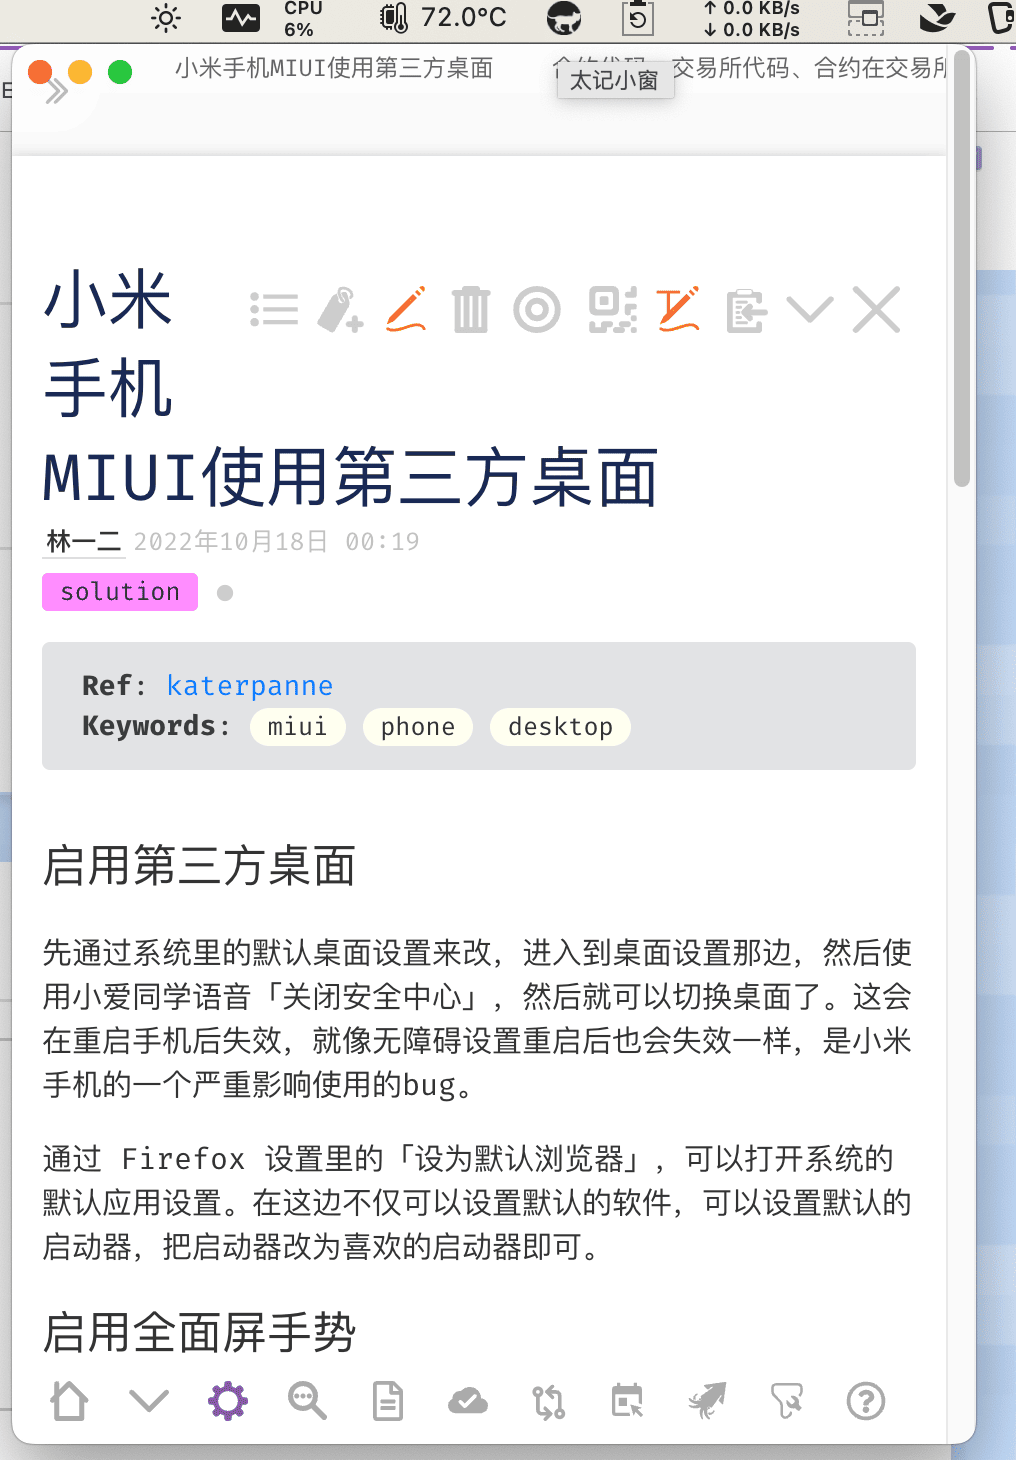 CPU
6%
72.0°C
↑ 0.0 KB/s
↓ 0.0 KB/s
小米手机MIUI使用第三方桌面
交易所代码、合约在交易所
太记小窗
小米
手机
MIUI使用第三方桌面
林一二 2022年10月18日 00:19
solution
Ref: katerpanne
Keywords: miui phone desktop
启用第三方桌面
先通过系统里的默认桌面设置来改，进入到桌面设置那边，然后使
用小爱同学语音「关闭安全中心」，然后就可以切换桌面了。这会
在重启手机后失效，就像无障碍设置重启后也会失效一样，是小米
手机的一个严重影响使用的bug。
通过 Firefox 设置里的「设为默认浏览器」，可以打开系统的
默认应用设置。在这边不仅可以设置默认的软件，可以设置默认的
启动器，把启动器改为喜欢的启动器即可。
启用全面屏手势